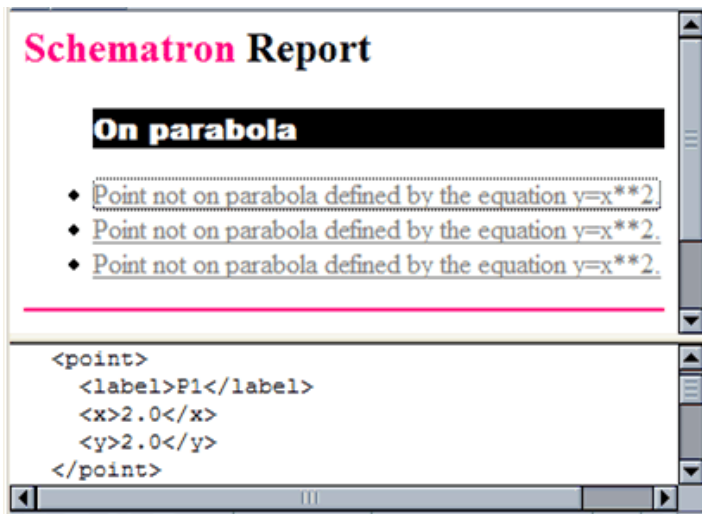 Schematron Report
On parabola
Point not on parabola defined by the equation y=x**2.
Point not on parabola defined by the equation y=x**2.
Point not on parabola defined by the equation y=x**2.
<point>
<label>P1</label>
<x>2.0</x>
<y>2.0</y>
</point>